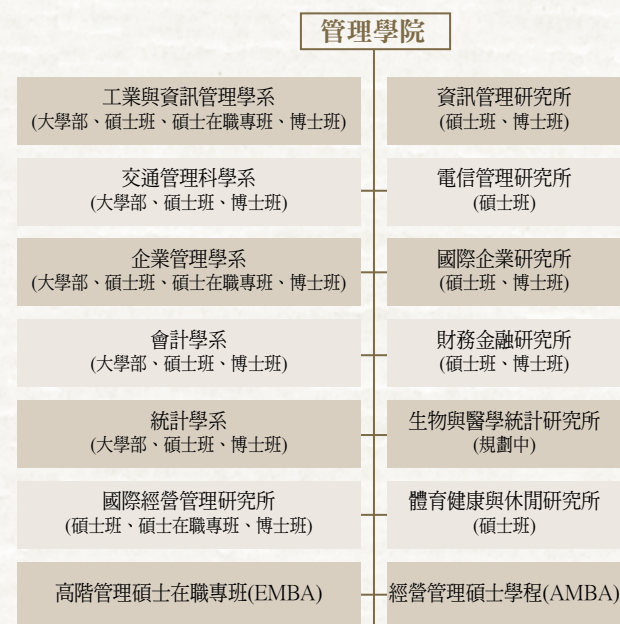 管理學院
工業與資訊管理學系
(大學部、碩士班、碩士在職專班、博士班)
資訊管理研究所
(碩士班、博士班)
交通管理科學系
(大學部、碩士班、博士班)
電信管理研究所
(碩士班)
企業管理學系
(大學部、碩士班、碩士在職專班、博士班)
國際企業研究所
(碩士班、博士班)
會計學系
(大學部、碩士班、博士班)
財務金融研究所
(碩士班、博士班)
統計學系
(大學部、碩士班、博士班)
生物與醫學統計研究所
(規劃中)
國際經營管理研究所
(碩士班、碩士在職專班、博士班)
體育健康與休閒研究所
(碩士班)
高階管理碩士在職專班(EMBA)
經營管理碩士學程(AMBA)